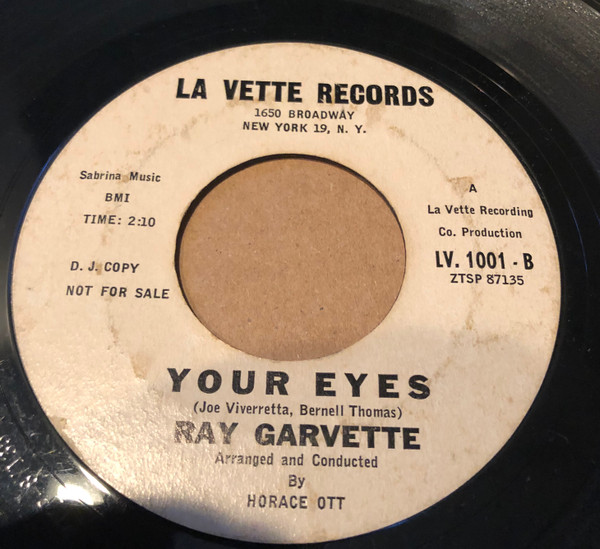 LA VETTE RECORDS
1650 BROADWAY
NEW YORK 19, N. Y.
Sabrina Music
BMI
TIME: 2:10
D. J. COPY
NOT FOR SALE
A
La Vette Recording
Co. Production
LV. 1001 - B
ZTSP 87135
YOUR EYES
(Joe Viverretta, Bernell Thomas)
RAY GARVETTE
Arranged and Conducted
By
HORACE OTT